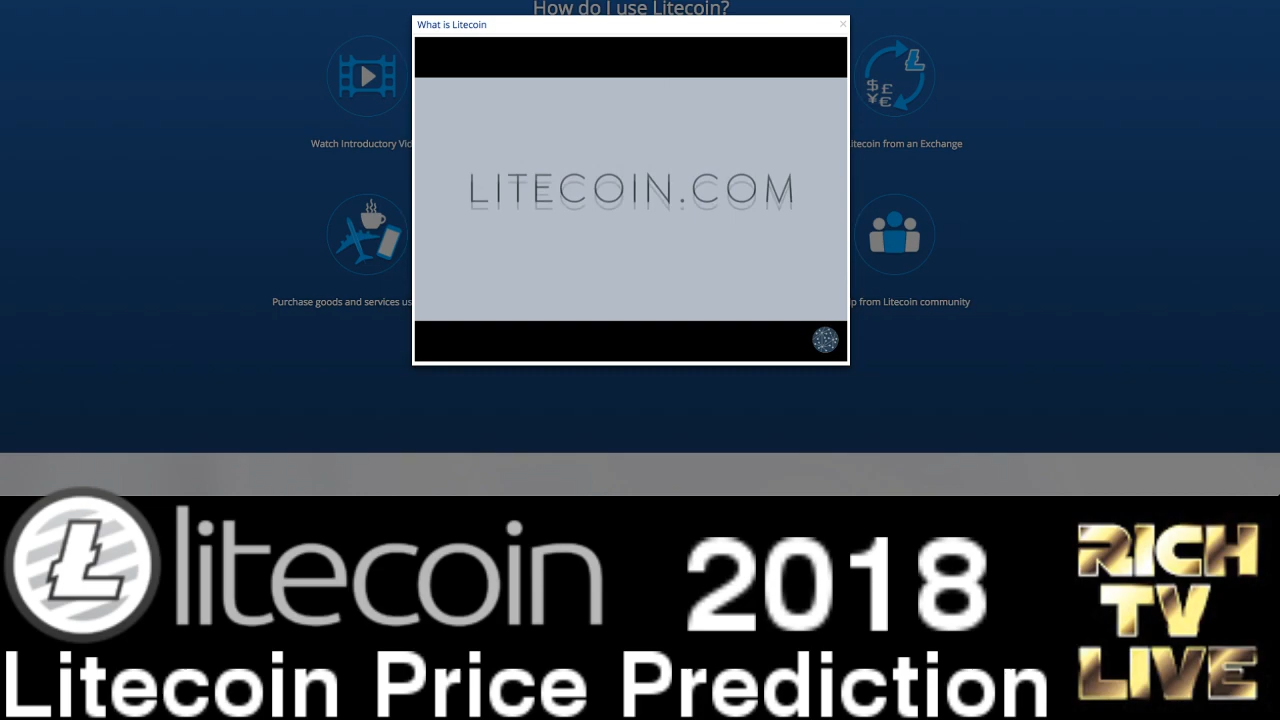 How do I use Litecoin?
What is Litecoin
×
LITECOIN.COM
$£
¥€
Watch Introductory Vid
itecoin from an Exchange
Purchase goods and services us
p from Litecoin community
litecoin 2018
Litecoin Price Prediction
RICH
TV
LIVE